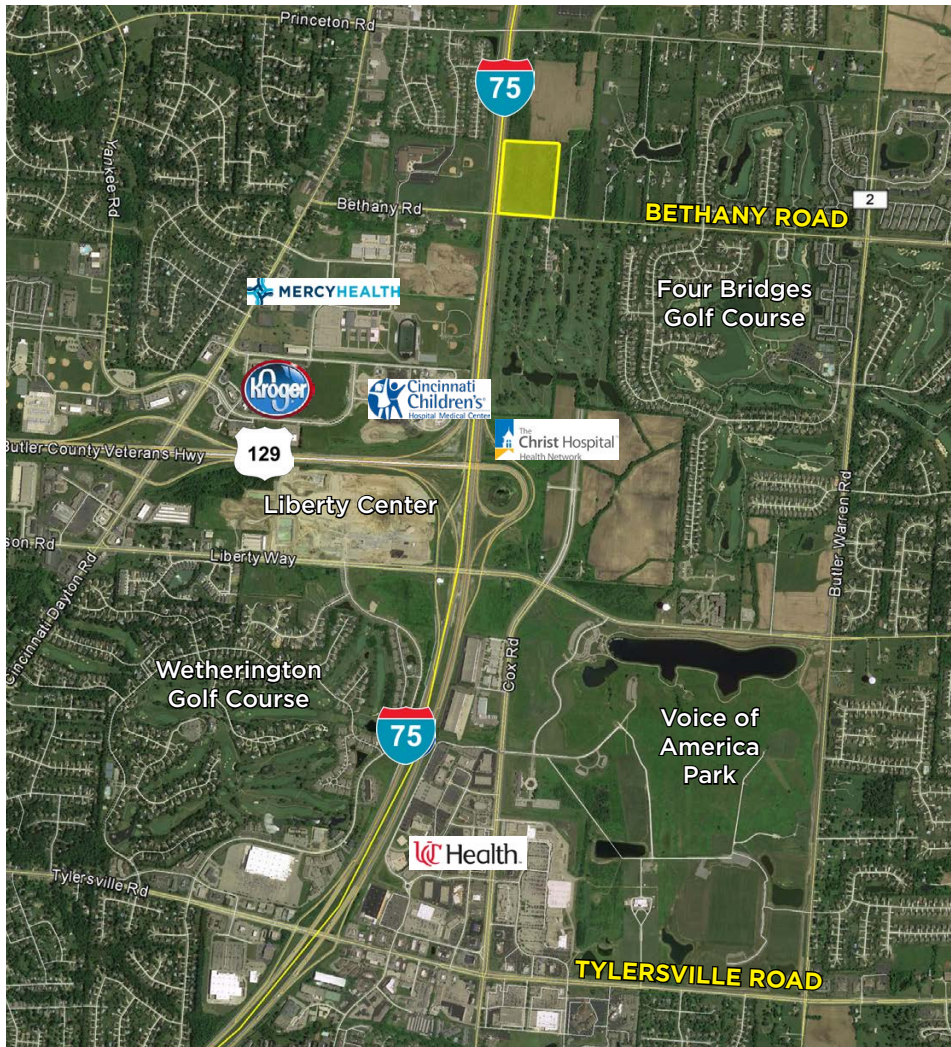 Princeton Rd
75
Yankee Rd
2
Bethany Rd
BETHANY ROAD
MERCYHEALTH
Four Bridges
Golf Course
Kroger
Cincinnati
Children's
Hospital Medical Center
The
Christ Hospital
Health Network
Butler County Veterans Hwy
129
Liberty Center
Butler Warren Rd
son Rd
Liberty Way
Cincinnati Dayton Rd
Cox Rd
Wetherington
Golf Course
75
Voice of
America
Park
UC Health.
Tylersville Rd
TYLERSVILLE ROAD